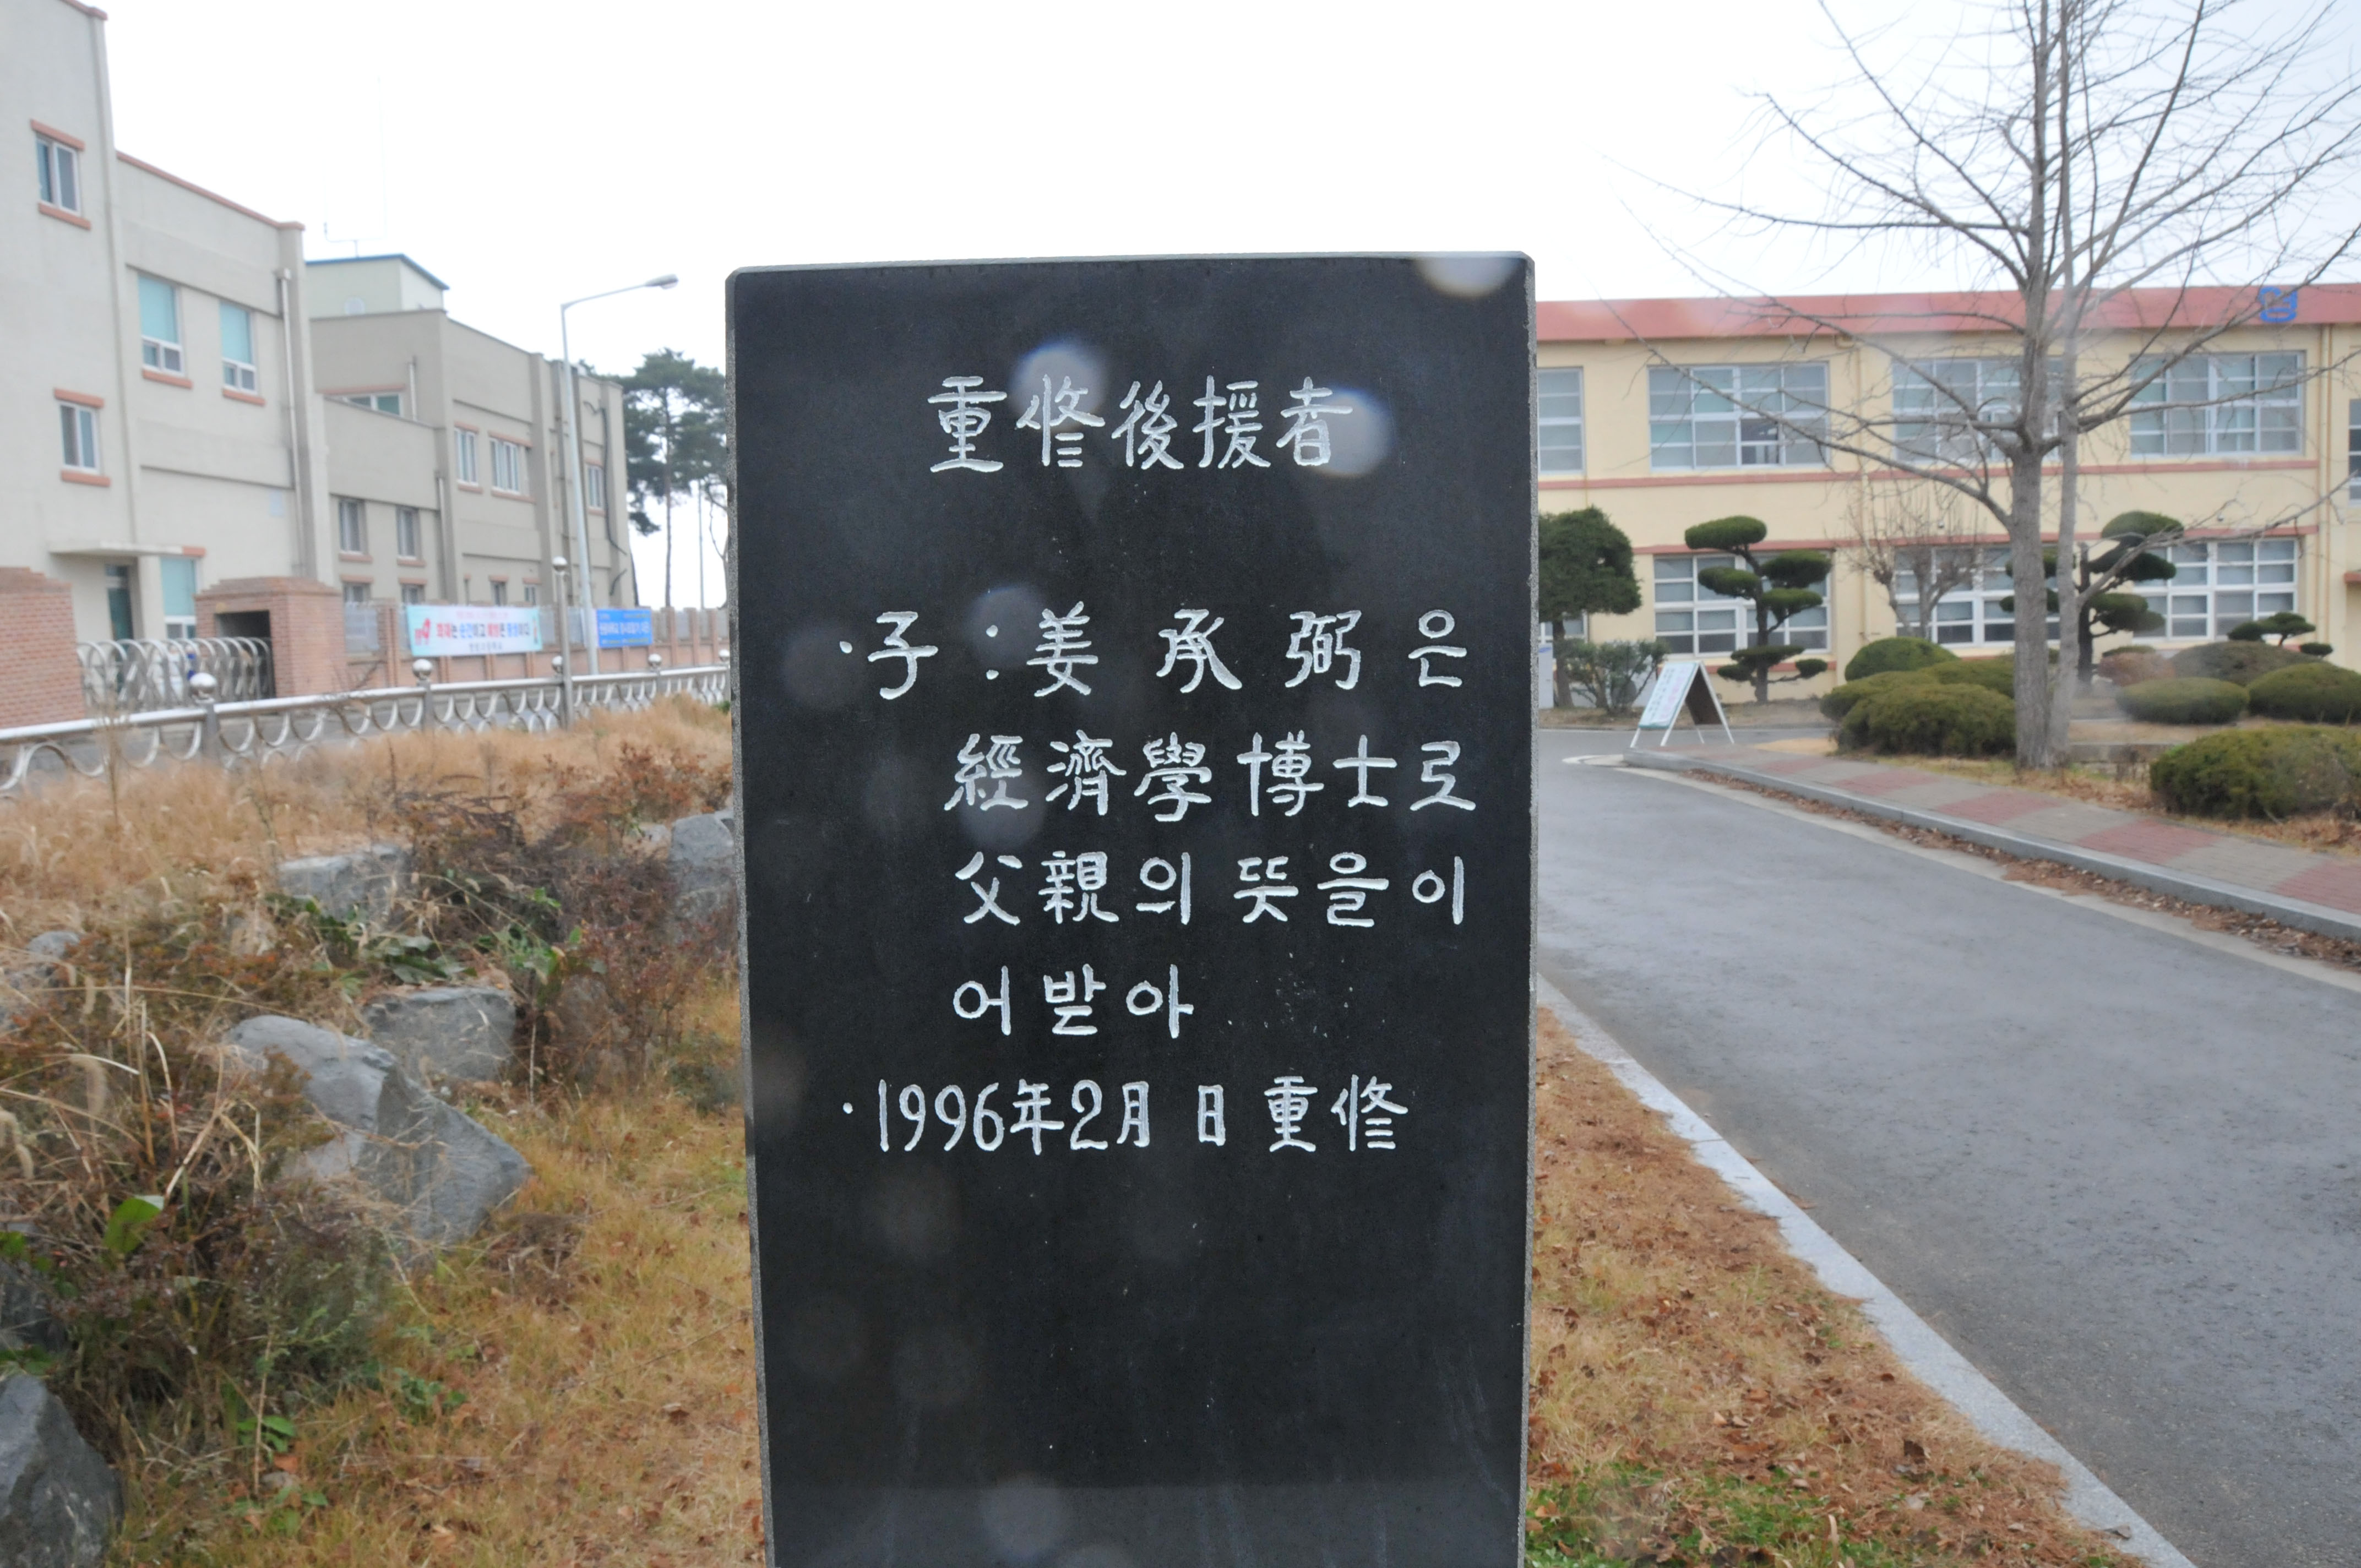 重修後援者
·子:姜承弼은
經濟學博士로
父親의 뜻을이
어받아
·1996年2月 日 重修